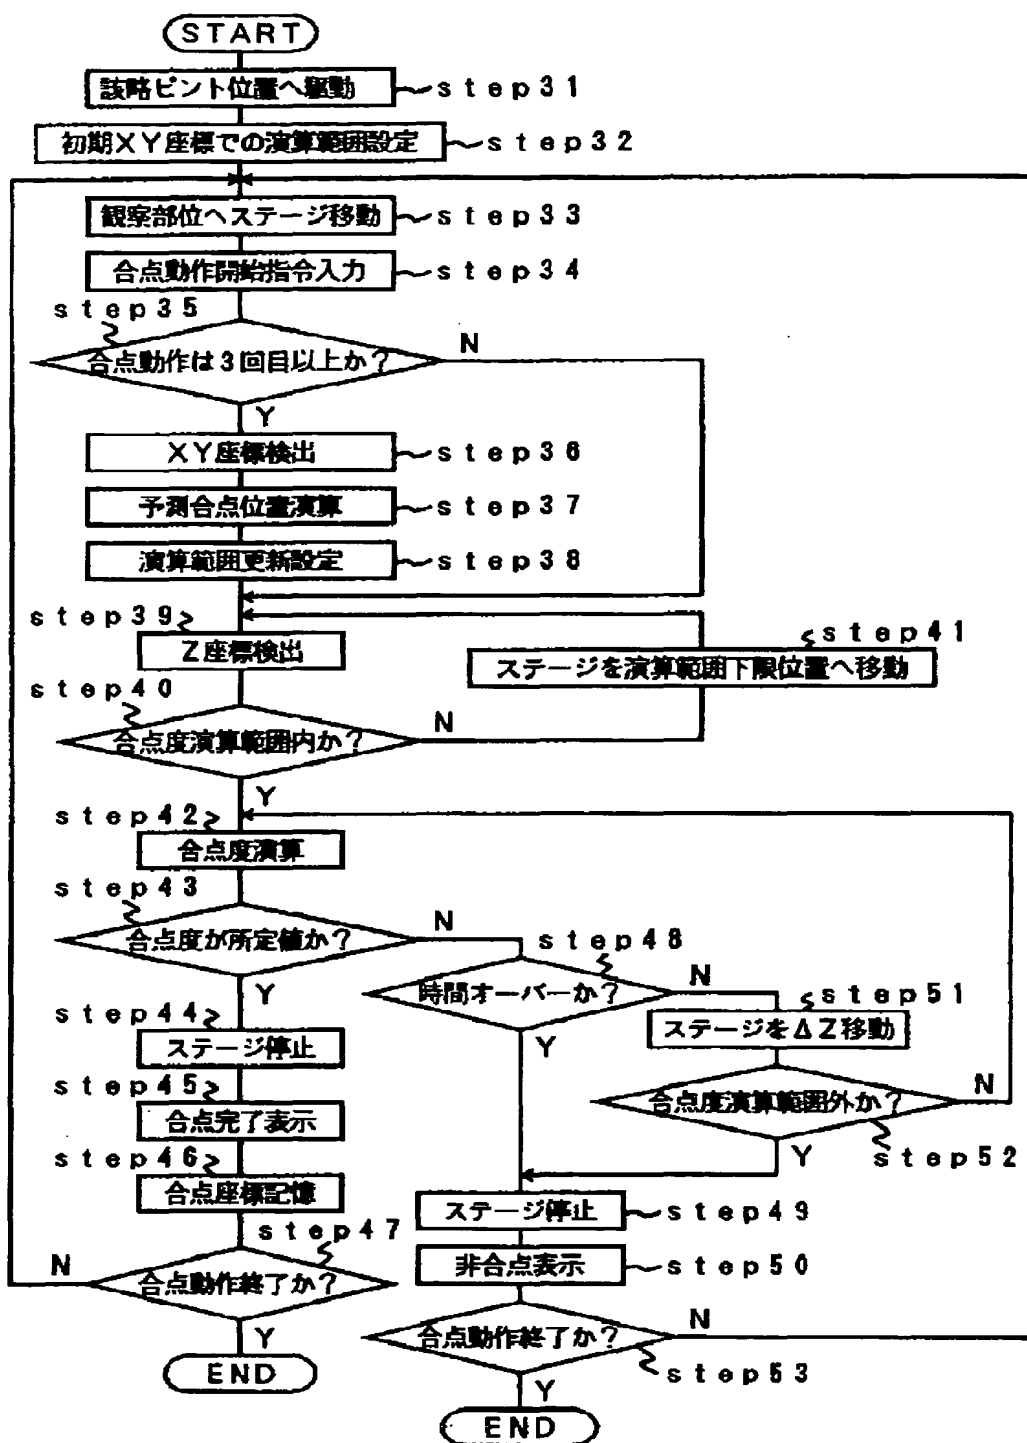 START
該略ピント位置へ駆動 step31
初期XY座標での演算範囲設定 step32
観察部位へステージ移動 step33
合点動作開始指令入力 step34
step35
合点動作は3回目以上か? N
Y
XY座標検出 step36
予測合点位置演算 step37
演算範囲更新設定 step38
step39
Z座標検出
step41
ステージを演算範囲下限位置へ移動
step40
合点度演算範囲内か? N
Y
step42
合点度演算
step43
合点度が所定値か? N
Y
step48
時間オーバーか? N
Y
step51
ステージをΔZ移動
合点度演算範囲外か? N
Y
step52
step44
ステージ停止
step45
合点完了表示
step46
合点座標記憶
step47
N 合点動作終了か?
Y
END
ステージ停止 step49
非合点表示 step50
合点動作終了か? N
step53
Y
END